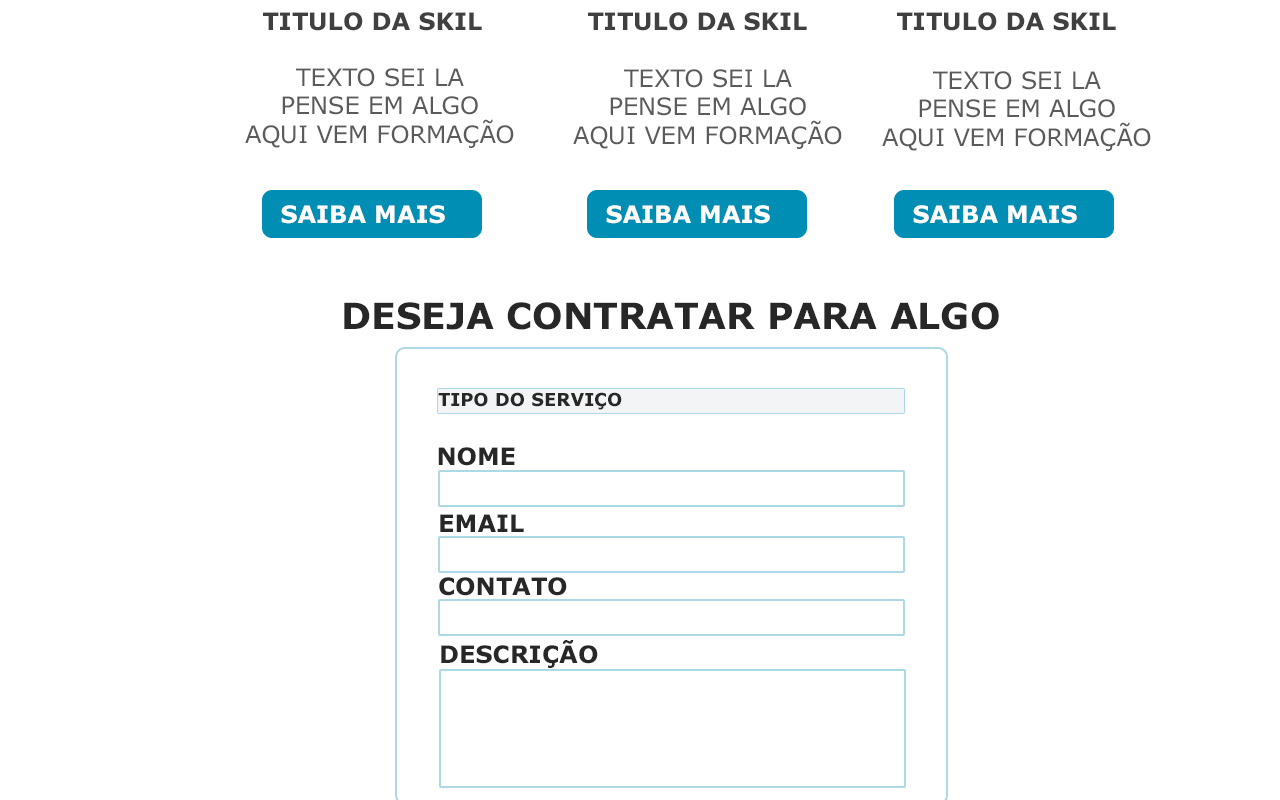 TITULO DA SKIL
TITULO DA SKIL
TITULO DA SKIL
TEXTO SEI LA
PENSE EM ALGO
AQUI VEM FORMAÇÃO
TEXTO SEI LA
PENSE EM ALGO
AQUI VEM FORMAÇÃO
TEXTO SEI LA
PENSE EM ALGO
AQUI VEM FORMAÇÃO
SAIBA MAIS
SAIBA MAIS
SAIBA MAIS
DESEJA CONTRATAR PARA ALGO
TIPO DO SERVIÇO
NOME
EMAIL
CONTATO
DESCRIÇÃO